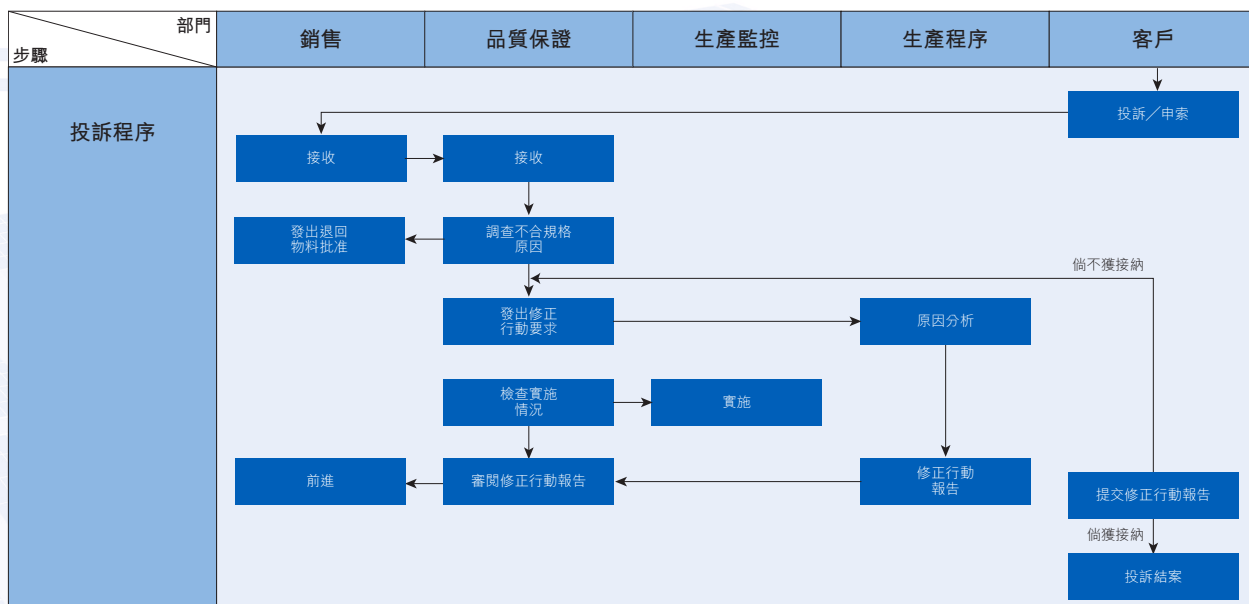 部門
步驟
銷售
品質保證
生產監控
生產程序
客戶
投訴程序
投訴／申索
接收
接收
發出退回
物料批准
調查不合規格
原因
倘不獲接納
發出修正
行動要求
原因分析
檢查實施
情況
實施
前進
審閱修正行動報告
修正行動
報告
提交修正行動報告
倘獲接納
投訴結案